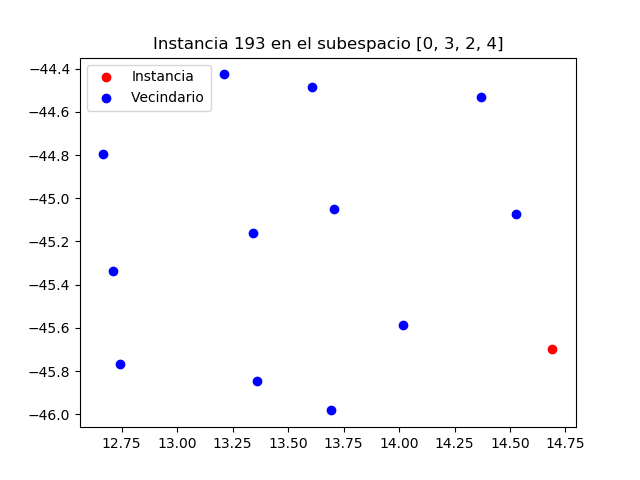 Instancia 193 en el subespacio [0, 3, 2, 4]
Instancia
Vecindario
−44.4
−44.6
−44.8
−45.0
−45.2
−45.4
−45.6
−45.8
−46.0
12.75 13.00 13.25 13.50 13.75 14.00 14.25 14.50 14.75